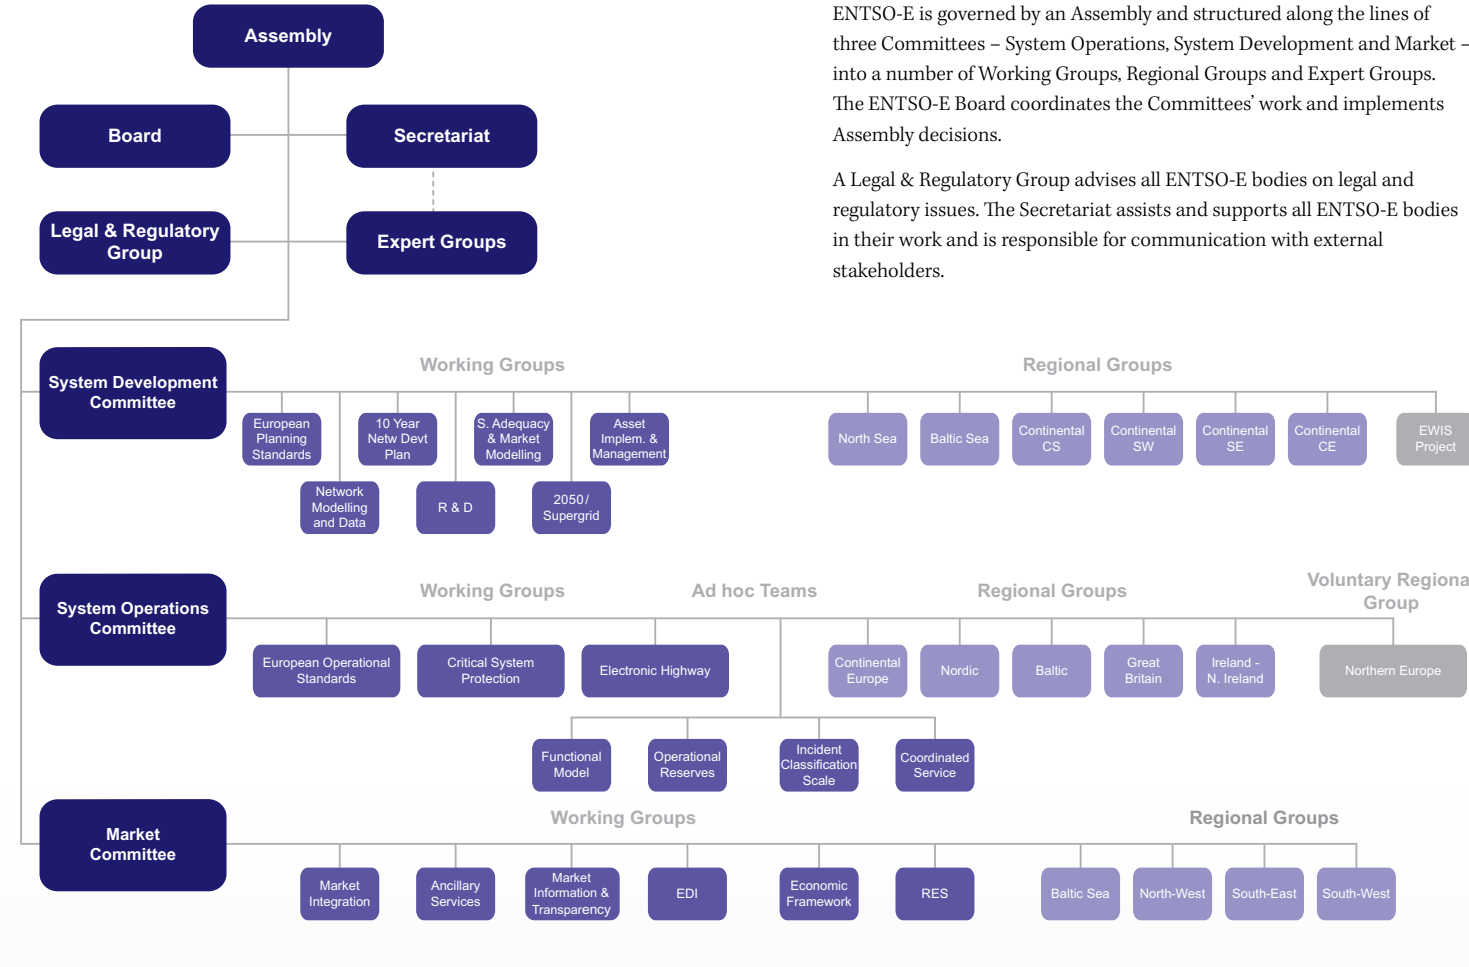 Assembly
Board
Secretariat
Legal & Regulatory
Group
Expert Groups
ENTSO-E is governed by an Assembly and structured along the lines of
three Committees – System Operations, System Development and Market –
into a number of Working Groups, Regional Groups and Expert Groups.
The ENTSO-E Board coordinates the Committees’ work and implements
Assembly decisions.
A Legal & Regulatory Group advises all ENTSO-E bodies on legal and
regulatory issues. The Secretariat assists and supports all ENTSO-E bodies
in their work and is responsible for communication with external
stakeholders.
System Development
Committee
Working Groups
Regional Groups
European
Planning
Standards
10 Year
Netw Devt
Plan
S. Adequacy
& Market
Modelling
Asset
Implem. &
Management
Network
Modelling
and Data
R & D
2050/
Supergrid
North Sea
Baltic Sea
Continental
CS
Continental
SW
Continental
SE
Continental
CE
EWIS
Project
System Operations
Committee
Working Groups
Ad hoc Teams
Regional Groups
Voluntary Regiona
Group
European Operational
Standards
Critical System
Protection
Electronic Highway
Continental
Europe
Nordic
Baltic
Great
Britain
Ireland -
N. Ireland
Northern Europe
Functional
Model
Operational
Reserves
Incident
Classification
Scale
Coordinated
Service
Market
Committee
Working Groups
Regional Groups
Market
Integration
Ancillary
Services
Market
Information &
Transparency
EDI
Economic
Framework
RES
Baltic Sea
North-West
South-East
South-West